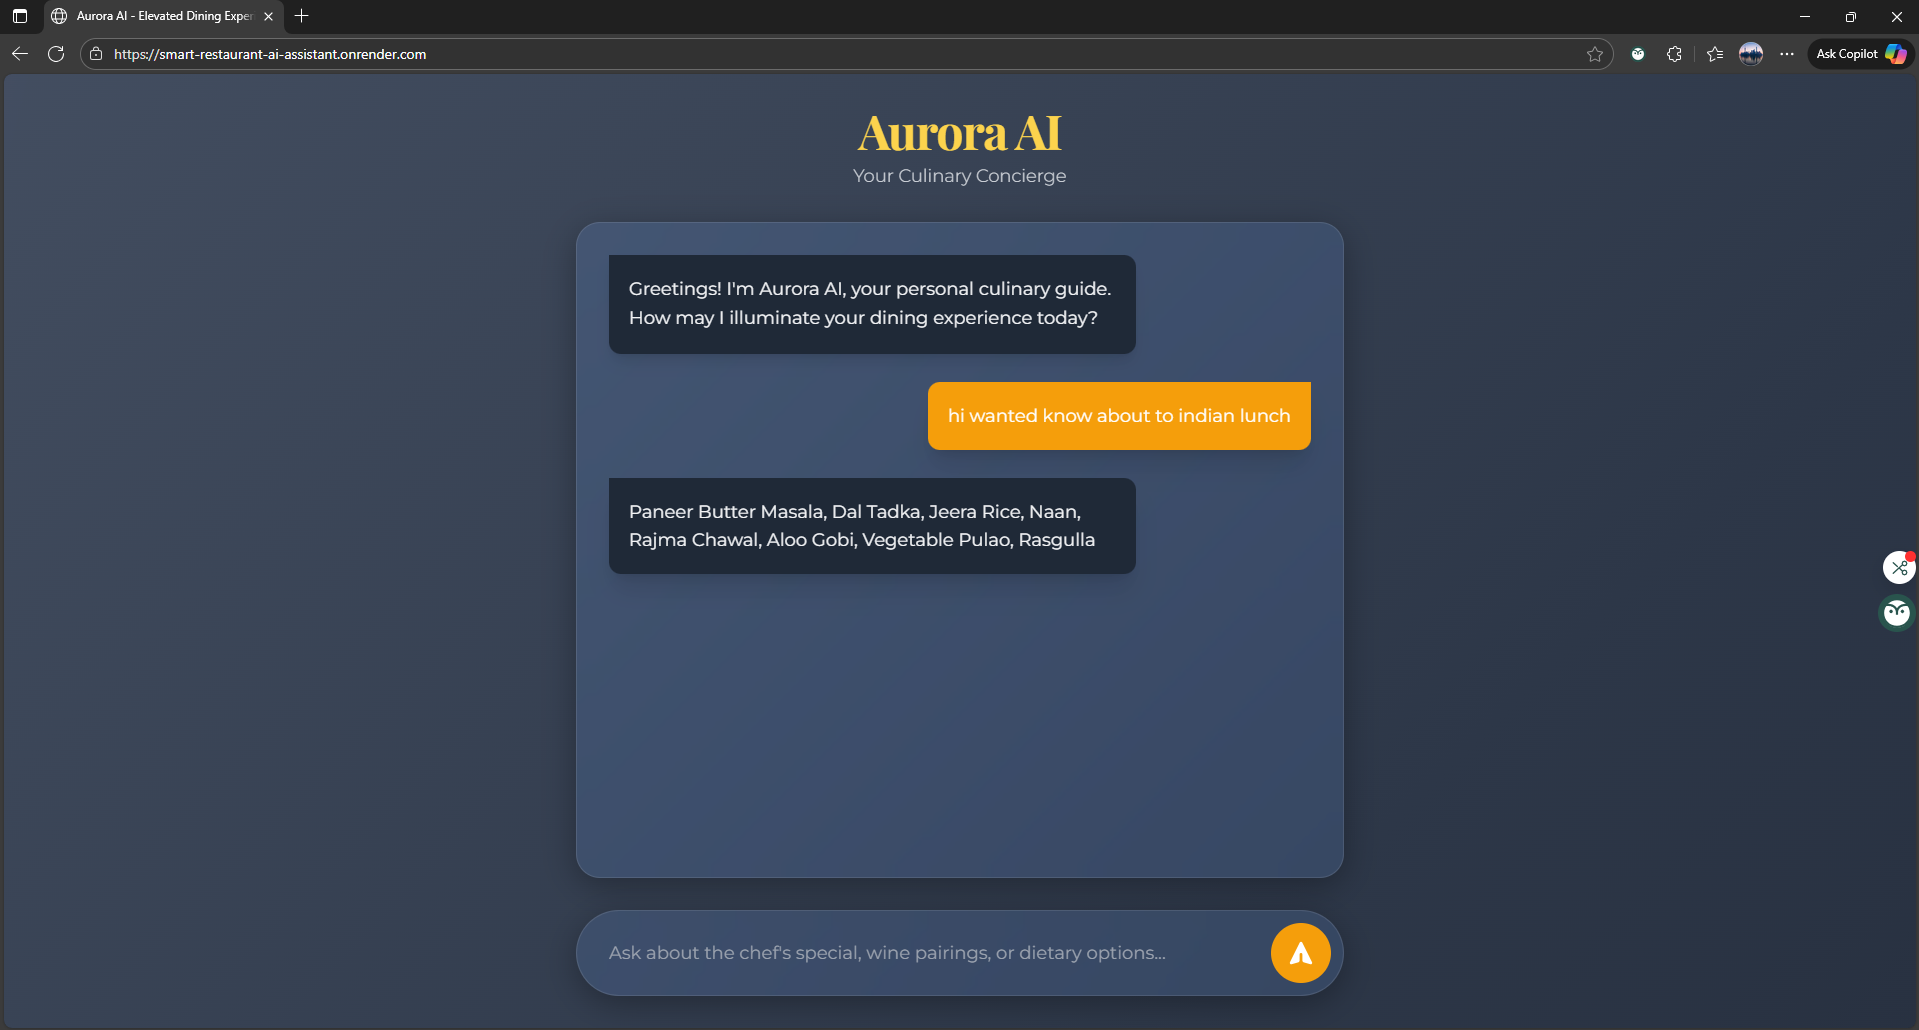 Aurora AI - Elevated Dining Exper
https://smart-restaurant-ai-assistant.onrender.com
Ask Copilot
Aurora AI
Your Culinary Concierge
Greetings! I'm Aurora AI, your personal culinary guide.
How may I illuminate your dining experience today?
hi wanted know about to indian lunch
Paneer Butter Masala, Dal Tadka, Jeera Rice, Naan,
Rajma Chawal, Aloo Gobi, Vegetable Pulao, Rasgulla
Ask about the chef's special, wine pairings, or dietary options...